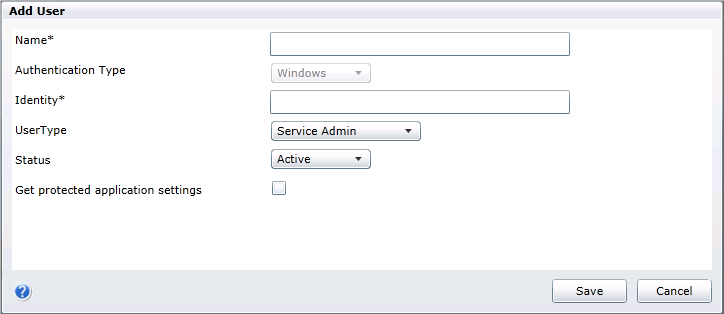 Add User
Name*
Authentication Type Windows
Identity*
UserType Service Admin
Status Active
Get protected application settings
? Save Cancel